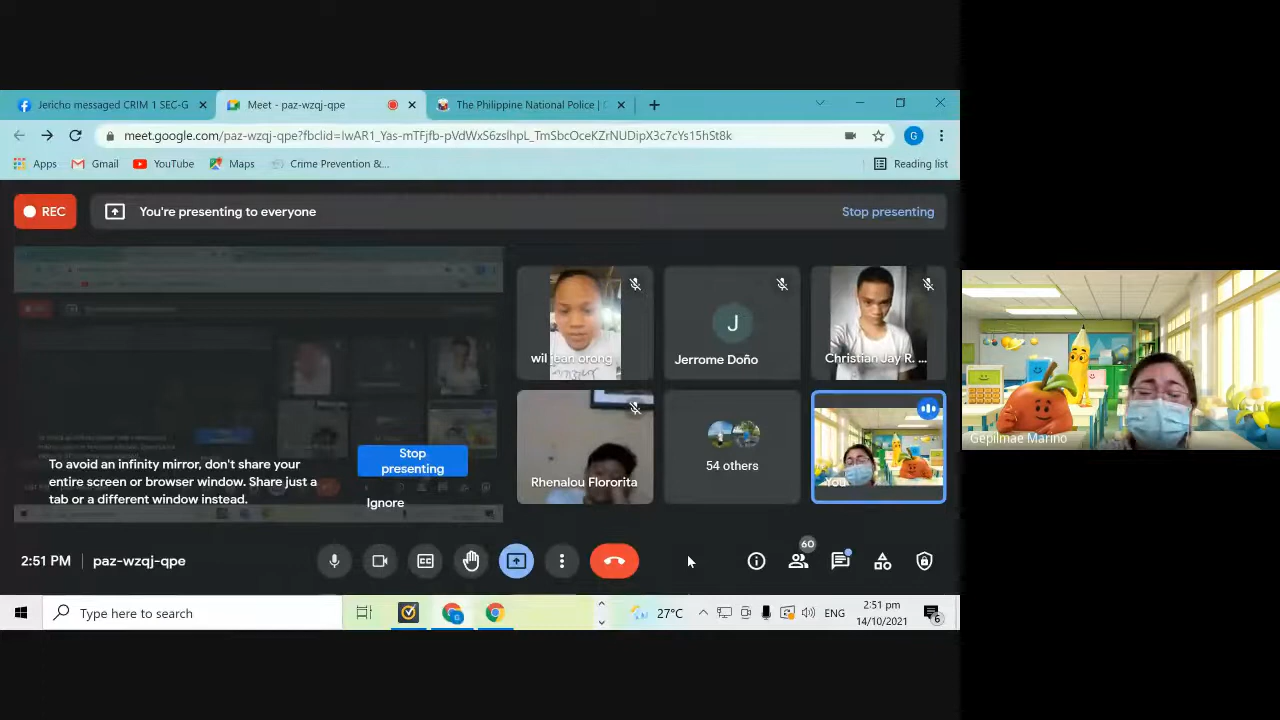 Jericho messaged CRIM 1 SEC-G
Meet - paz-wzqj-qpe
The Philippine National Police |
meet.google.com/paz-wzqj-qpe?fbclid=IwAR1_Yas-mTFjfb-pVdWxS6zslhpL_TmSbcOceKZrNUDipX3c7cYs15hSt8k
G
Apps
Gmail
YouTube
Maps
Crime Prevention &...
Reading list
REC
You're presenting to everyone
Stop presenting
wil jean orong
J
Jerrome Doño
Christian Jay R. ...
To avoid an infinity mirror, don't share your
entire screen or browser window. Share just a
tab or a different window instead.
Stop
presenting
Ignore
Rhenalou Flororita
54 others
You
Gepilmae Marino
2:51 PM
paz-wzqj-qpe
CC
60
Type here to search
27°C
ENG
2:51 pm
14/10/2021
6